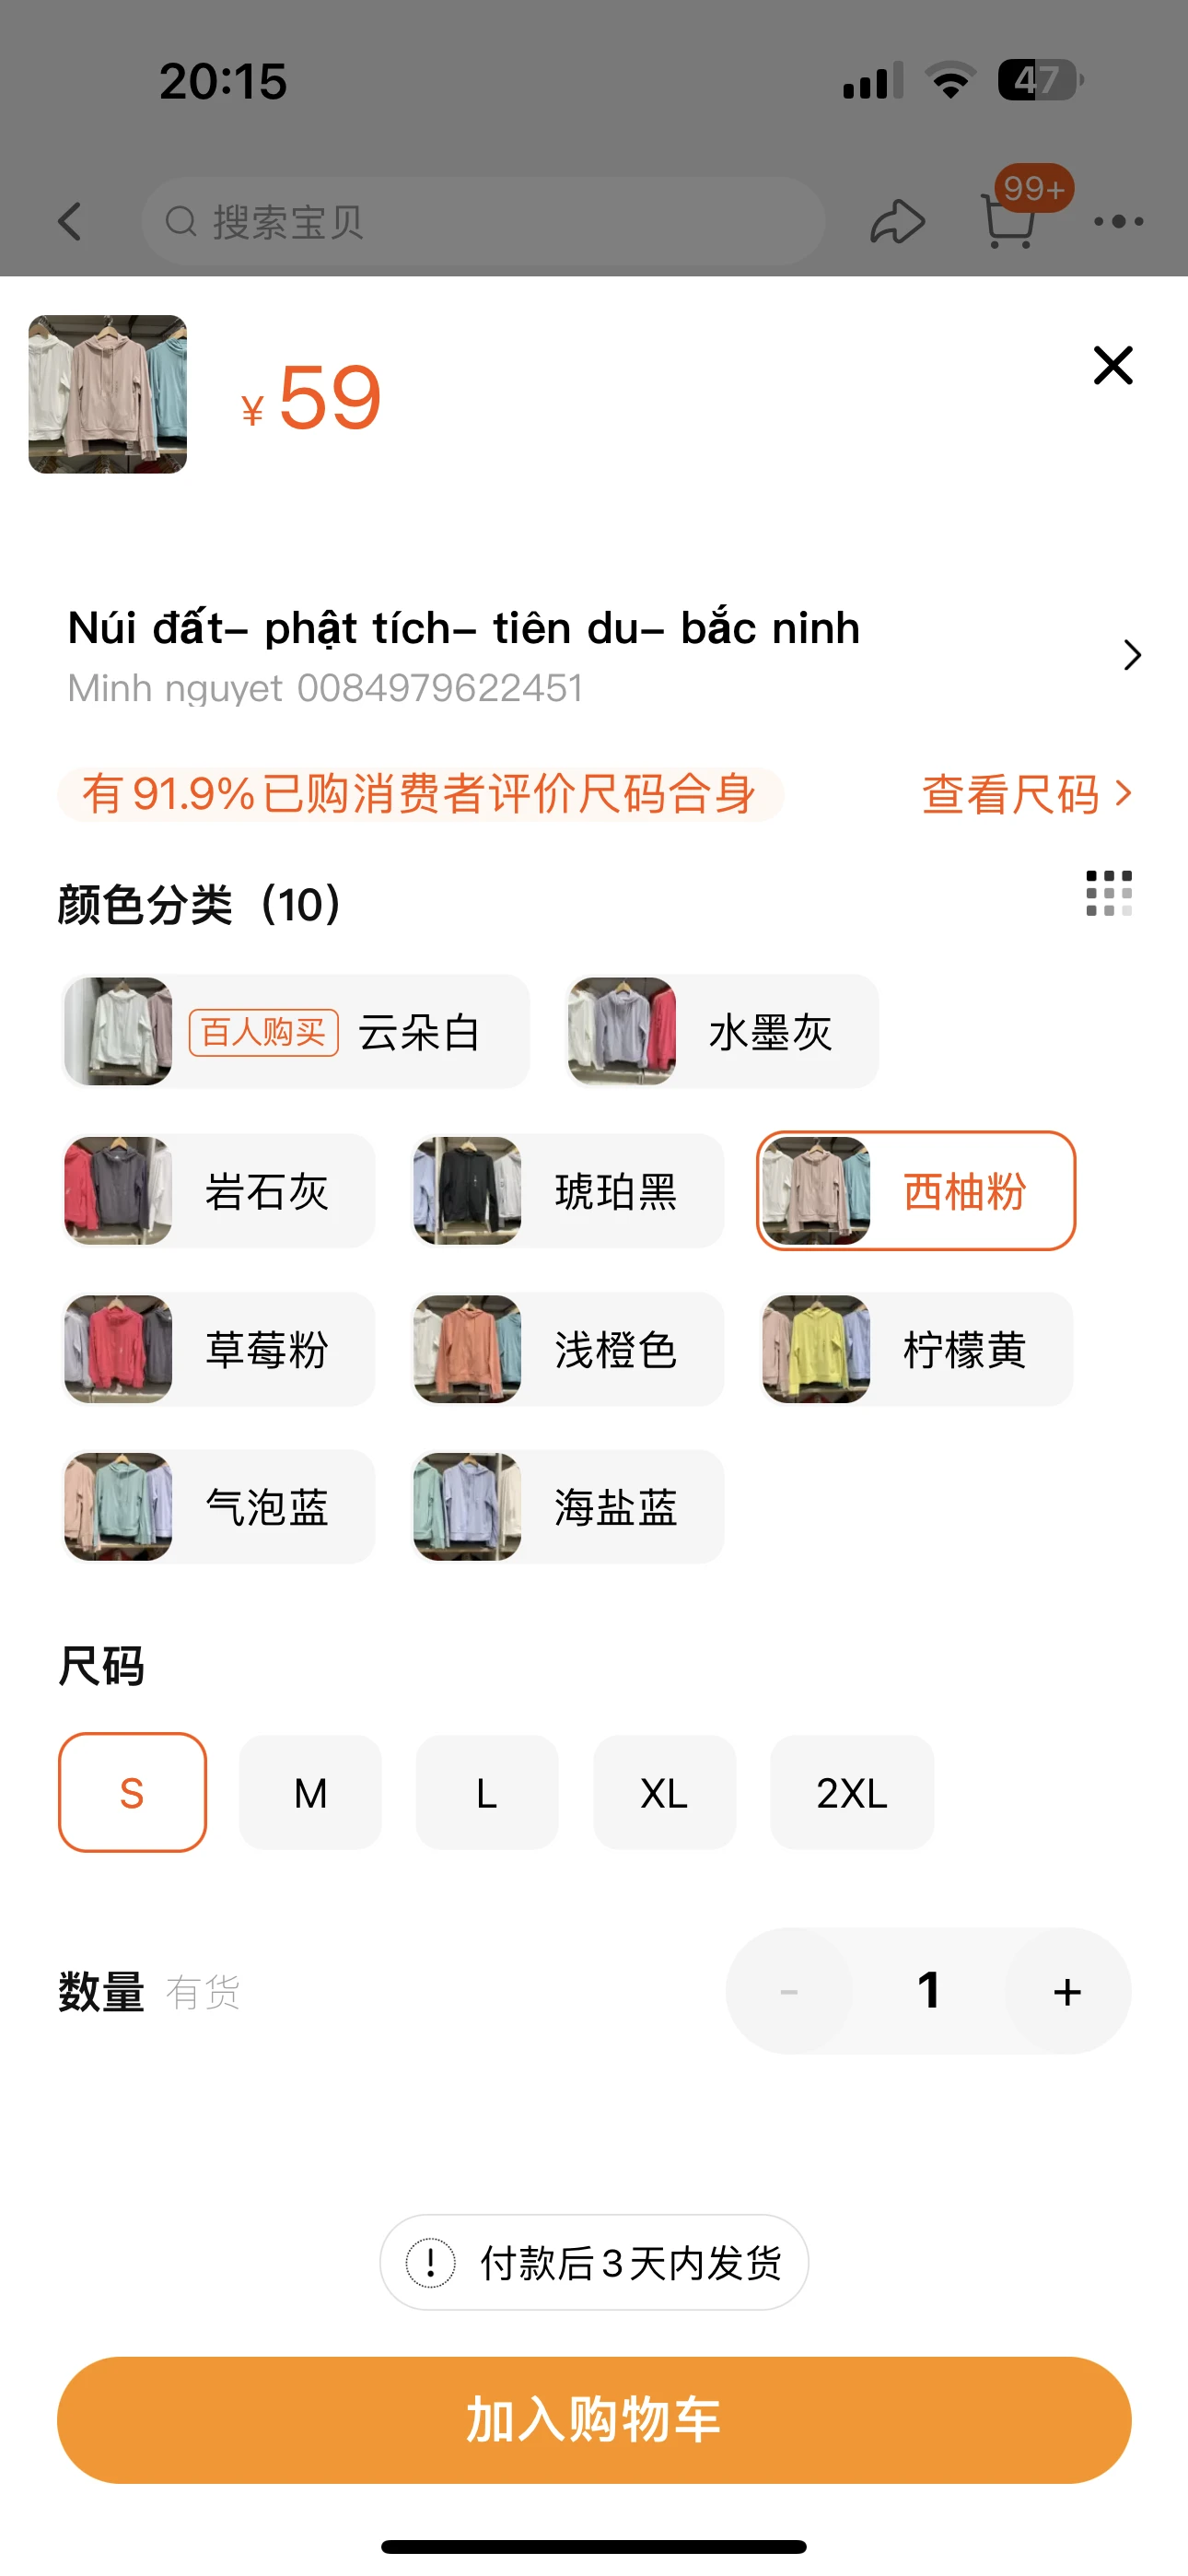 20:15
47
搜索宝贝
99+
¥ 59
Núi đất– phật tích– tiên du– bắc ninh
Minh nguyet 0084979622451
有91.9%已购消费者评价尺码合身
查看尺码
颜色分类（10）
百人购买 云朵白
水墨灰
岩石灰
琥珀黑
西柚粉
草莓粉
浅橙色
柠檬黄
气泡蓝
海盐蓝
尺码
S
M
L
XL
2XL
数量 有货
- 1 +
付款后3天内发货
加入购物车